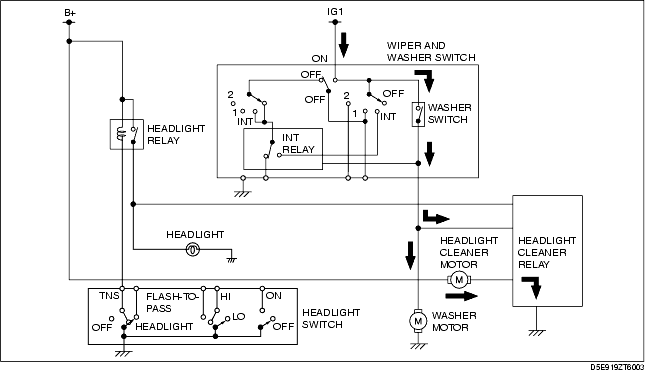 B+
IG1
WIPER AND
WASHER SWITCH
ON
OFF
OFF
OFF
2
2
1
INT
1
INT
WASHER
SWITCH
HEADLIGHT
RELAY
INT
RELAY
HEADLIGHT
HEADLIGHT
CLEANER
MOTOR
HEADLIGHT
CLEANER
RELAY
M
TNS
FLASH-TO-
PASS
HI
ON
HEADLIGHT
SWITCH
OFF
HEADLIGHT
LO
OFF
M
WASHER
MOTOR
D5E919ZT6003